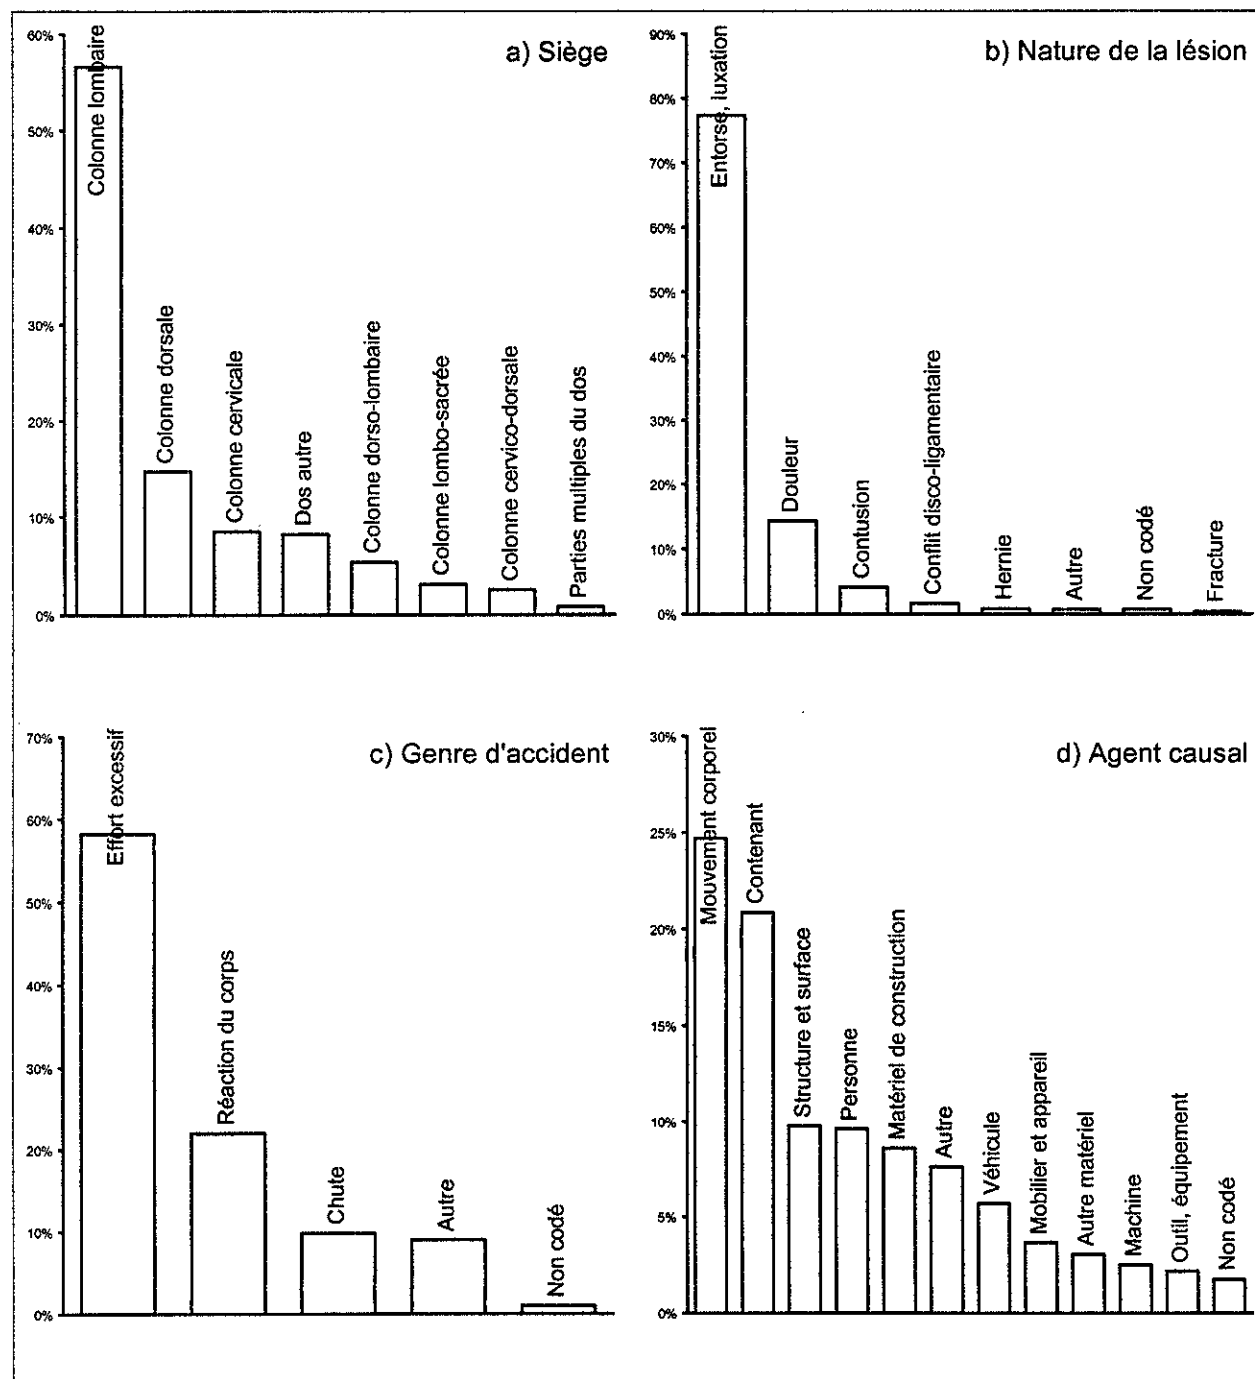 a) Siège
60%
50%
40%
30%
20%
10%
0%
Colonne lombaire
Colonne dorsale
Colonne cervicale
Dos autre
Colonne dorso-lombaire
Colonne lombo-sacrée
Colonne cervico-dorsale
Parties multiples du dos
b) Nature de la lésion
90%
80%
70%
60%
50%
40%
30%
20%
10%
0%
Entorse, luxation
Douleur
Contusion
Conflit disco-ligamentaire
Hernie
Autre
Non codé
Fracture
c) Genre d'accident
70%
60%
50%
40%
30%
20%
10%
0%
Effort excessif
Réaction du corps
Chute
Autre
Non codé
d) Agent causal
30%
25%
20%
15%
10%
5%
0%
Mouvement corporel
Contenant
Structure et surface
Personne
Matériel de construction
Autre
Véhicule
Mobilier et appareil
Autre matériel
Machine
Outil, équipement
Non codé